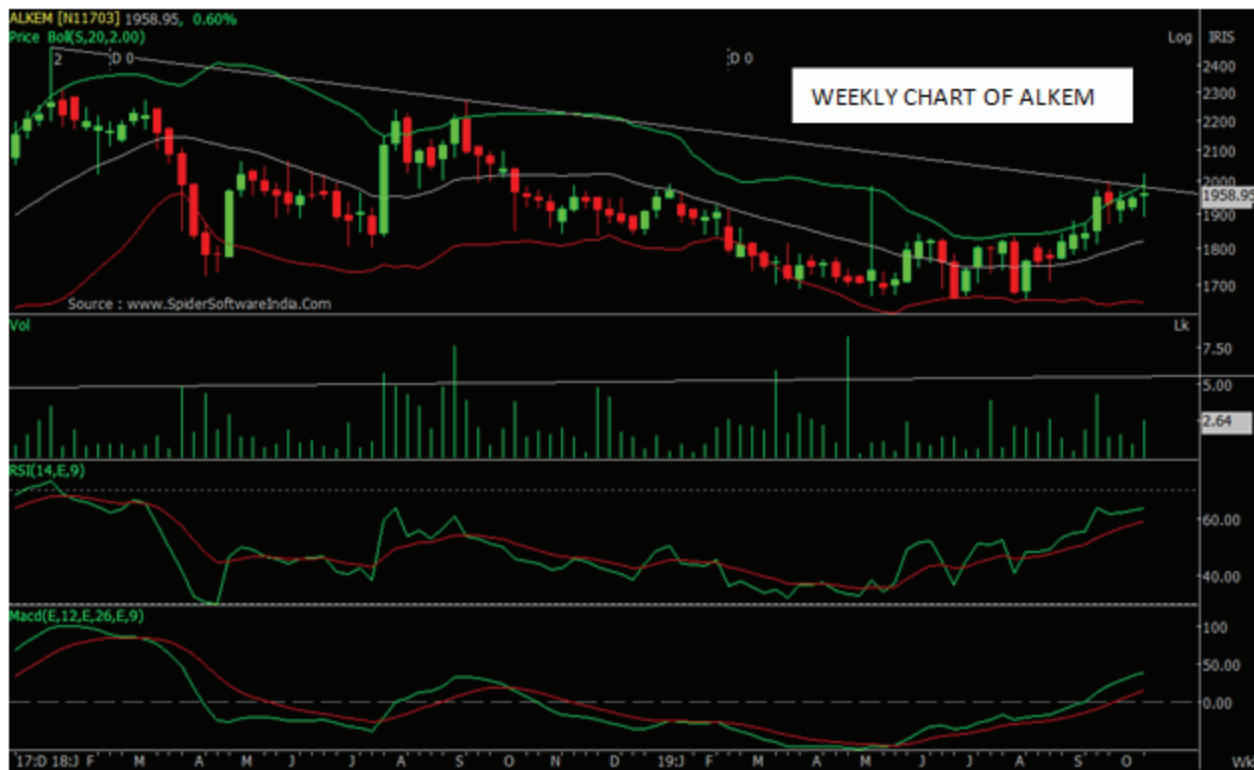 ALKEM [N11703] 1958.95, 0.60%
Price Boll(S,20,2.00)
Log IRIS
2 D 0 D 0
WEEKLY CHART OF ALKEM
2400
2300
2200
2100
2000
1958.95
1900
1800
1700
Source : www.SpiderSoftwareIndia.Com
Vol Lk
7.50
5.00
2.64
RSI(14,E,9)
60.00
40.00
Macd(E,12,E,26,E,9)
100
50.00
0.00
17:D 18:J F M A M J J A S O N D 19:J F M A M J J A S O Wk